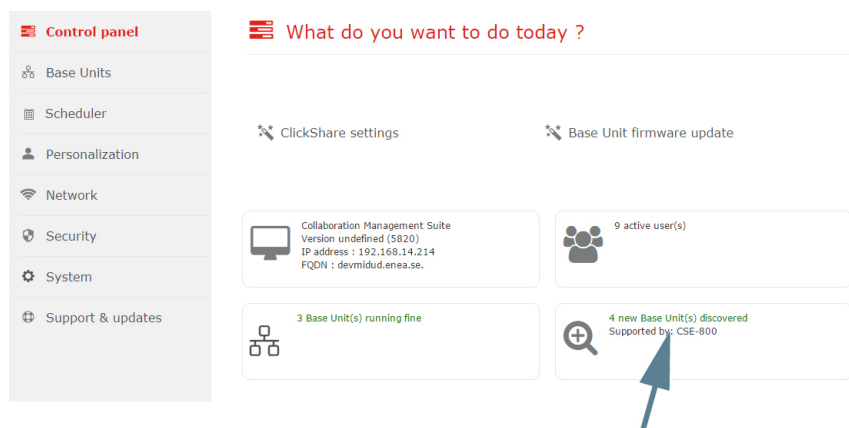 Control panel
Base Units
Scheduler
Personalization
Network
Security
System
Support & updates
What do you want to do today ?
ClickShare settings
Base Unit firmware update
Collaboration Management Suite
Version undefined (5820)
IP address : 192.168.14.214
FQDN : devmidud.enea.se.
9 active user(s)
3 Base Unit(s) running fine
4 new Base Unit(s) discovered
Supported by: CSE-800